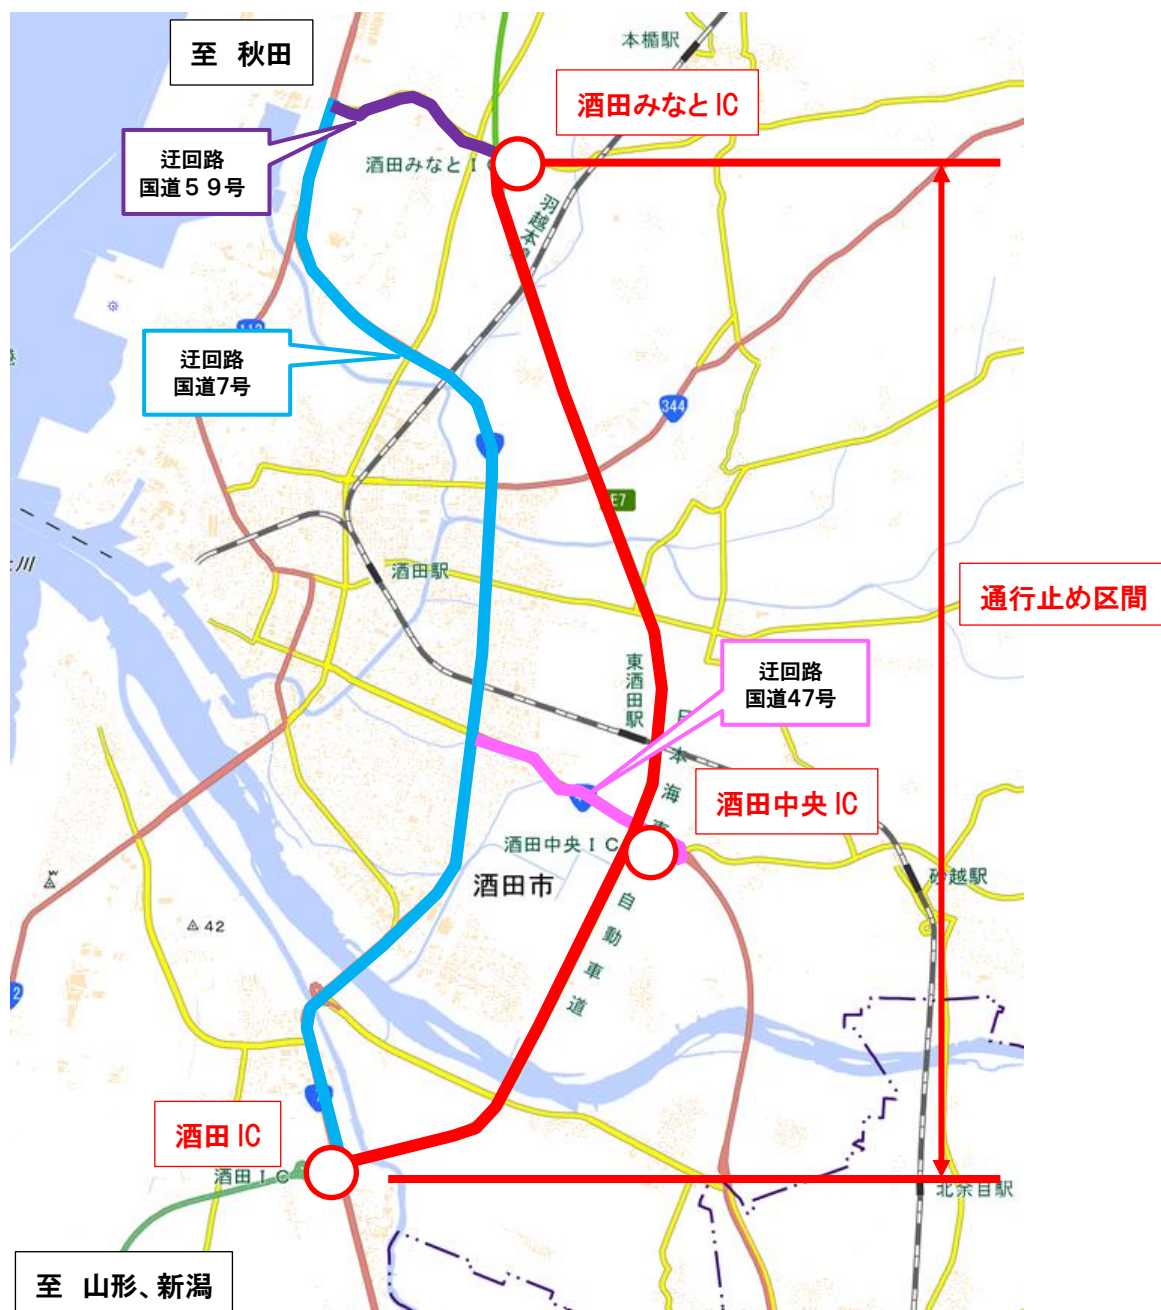 至 秋田
本楯駅
酒田みなとIC
迂回路
国道59号
酒田みなとI
羽越本
112
迂回路
国道7号
344
E7
川
酒田駅
通行止め区間
東酒田駅
迂回路
国道47号
日本海東
自動車道
酒田中央IC
酒田中央IC
酒田市
砂越駅
42
2
7
酒田IC
酒田IC
北余目駅
至 山形、新潟